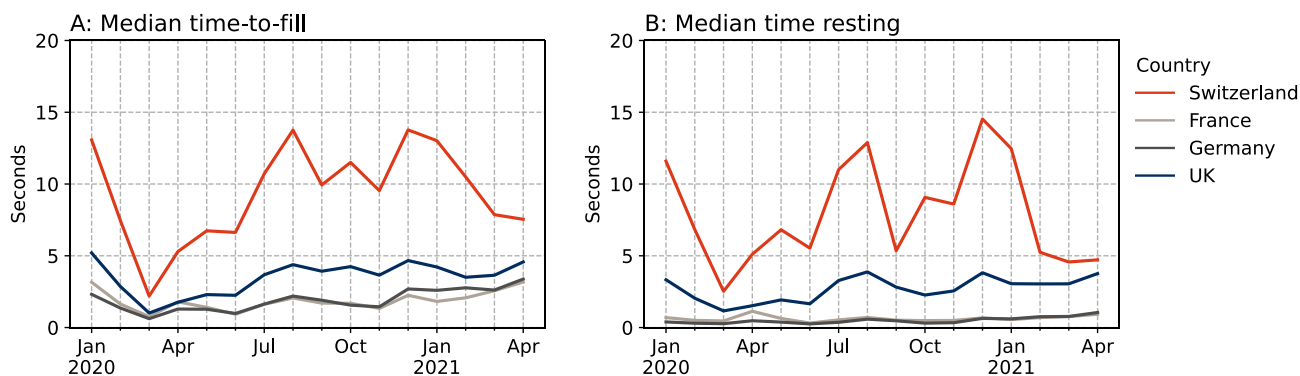 A: Median time-to-fill
20
15
10
5
0
Seconds
Jan Apr Jul Oct Jan Apr
2020 2021
B: Median time resting
20
15
10
5
0
Seconds
Jan Apr Jul Oct Jan Apr
2020 2021
Country
Switzerland
France
Germany
UK